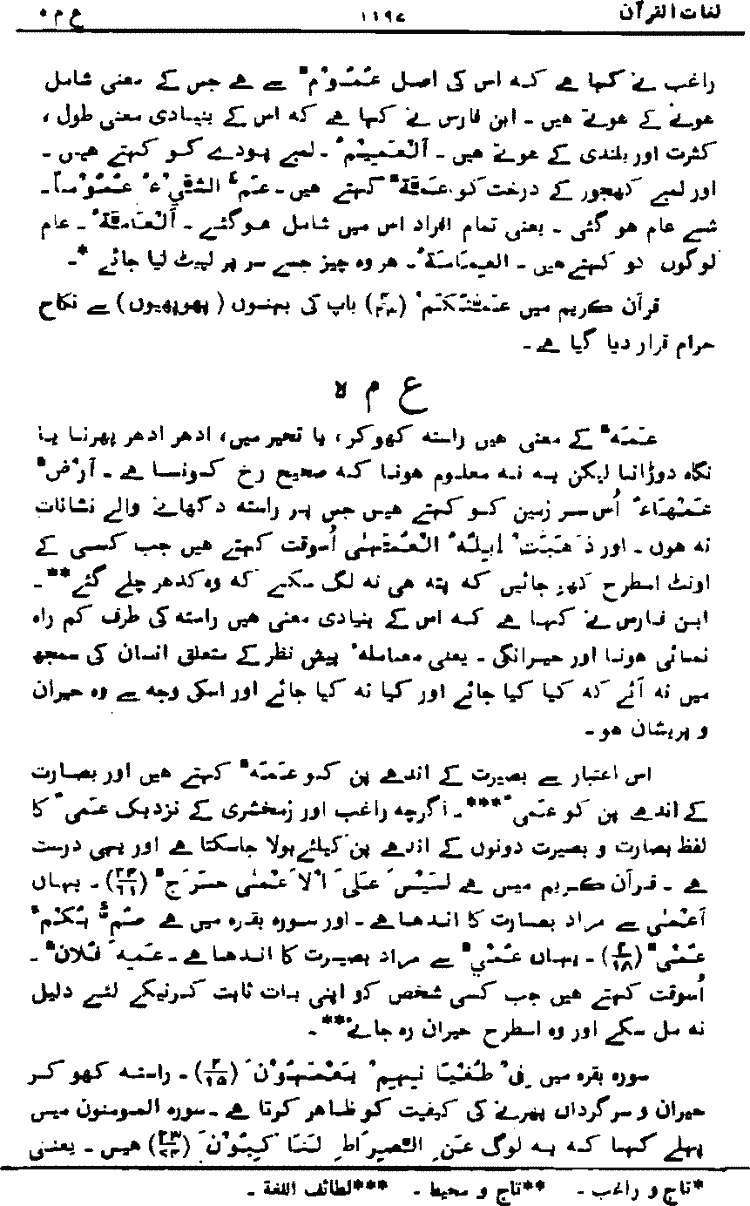 لغات القرآن ۱۱۹۷ ع م ه
راغب نے کہا ہے کہ اس کی اصل عُمُوْمٌ سے ہے جس کے معنی شامل
ہونے کے ہوتے ہیں ۔ ابن فارس نے کہا ہے کہ اس کے بنیادی معنی طول ،
کثرت اور بلندی کے ہوتے ہیں ۔ اَلْعَمِیْمُ ۔ لمبے پودے کو کہتے ہیں ۔
اور لمبے کھجور کے درخت کو عَمَّۃٌ کہتے ہیں ۔ عَمَّ الشَّیْءُ عُمُوْماً ۔
شے عام ہو گئی ۔ یعنی تمام افراد اس میں شامل ہوگئے ۔ اَلْعَامَّۃُ ۔ عام
لوگوں کو کہتے ہیں ۔ العِمَامَۃُ ۔ ہر وہ چیز جسے سر پر لپیٹ لیا جائے * ۔
قرآن کریم میں عَمّٰتُکُمْ (۴/۲۳) باپ کی بہنوں ( پھوپھیوں ) سے نکاح
حرام قرار دیا گیا ہے ۔
ع م ہ
عَمَہٌ کے معنی ہیں راستہ کھو کر ، یا تحیر میں ، ادھر ادھر پھرنا یا
نگاہ دوڑانا لیکن یہ نہ معلوم ہونا کہ صحیح رخ کونسا ہے ۔ اَرْضٌ
عَمْہَاءُ اُس سر زمین کو کہتے ہیں جس پر راستہ دکھانے والے نشانات
نہ ہوں ۔ اور ذَہَبَتْ اِبِلُہٗ الْعُمَّہٰی اُسوقت کہتے ہیں جب کسی کے
اونٹ اسطرح کھو جائیں کہ پتہ ہی نہ لگ سکے کہ وہ کدھر چلے گئے ** ۔
ابن فارس نے کہا ہے کہ اس کے بنیادی معنی ہیں راستہ کی طرف کم راہ
نمائی ہونا اور حیرانگی ۔ یعنی معاملہ پیش نظر کے متعلق انسان کی سمجھ
میں نہ آئے کہ کیا کیا جائے اور کیا نہ کیا جائے اور اسکی وجہ سے وہ حیران
و پریشان ہو ۔
اس اعتبار سے بصیرت کے اندھے پن کو عَمَہٌ کہتے ہیں اور بصارت
کے اندھے پن کو عَمًی *** ۔ اگرچہ راغب اور زمخشری کے نزدیک عَمًی کا
لفظ بصارت و بصیرت دونوں کے اندھے پن کیلئے بولا جاسکتا ہے اور یہی درست
ہے ۔ قرآن کریم میں ہے لَیْسَ عَلَی الْاَعْمٰی حَرَجٌ (۲۴/۶۱) ۔ یہاں
اَعْمٰی سے مراد بصارت کا اندھا ہے ۔ اور سورہ بقرہ میں ہے صُمٌّ بُکْمٌ
عُمْیٌ (۲/۱۸) ۔ یہاں عُمْیٌ سے مراد بصیرت کا اندھا ہے ۔ عَمِہَ فُلَانٌ ۔
اُسوقت کہتے ہیں جب کسی شخص کو اپنی بات ثابت کرنیکے لئے دلیل
نہ مل سکے اور وہ اسطرح حیران رہ جائے ** ۔
سورہ بقرہ میں فِیْ طُغْیَانِہِمْ یَعْمَہُوْنَ (۲/۱۵) ۔ راستہ کھو کر
حیران و سرگرداں پھرنے کی کیفیت کو ظاہر کرتا ہے ۔ سورہ المومنون میں
پہلے کہا کہ یہ لوگ عَنِ الصِّرَاطِ لَنَاکِبُوْنَ (۲۳/۷۴) ہیں ۔ یعنی
*تاج و راغب ۔ **تاج و محیط ۔ ***لطائف اللغة ۔